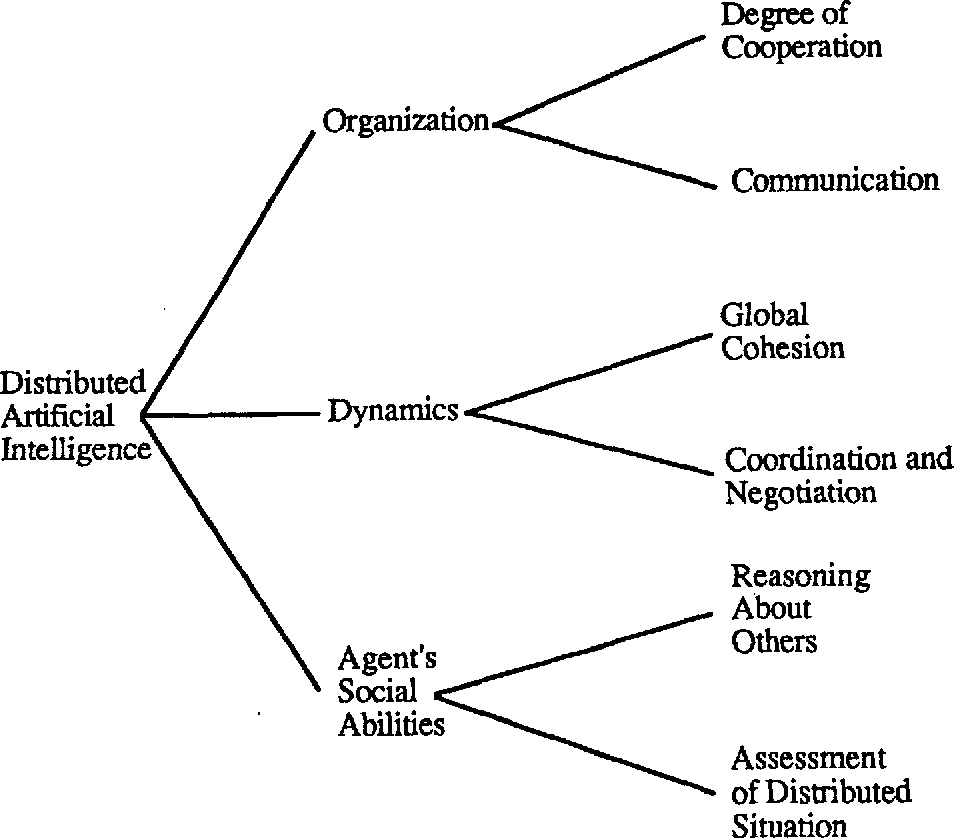 Degree of
Cooperation
Organization
Communication
Global
Cohesion
Distributed
Artificial
Intelligence
Dynamics
Coordination and
Negotiation
Reasoning
About
Others
Agent's
Social
Abilities
Assessment
of Distributed
Situation